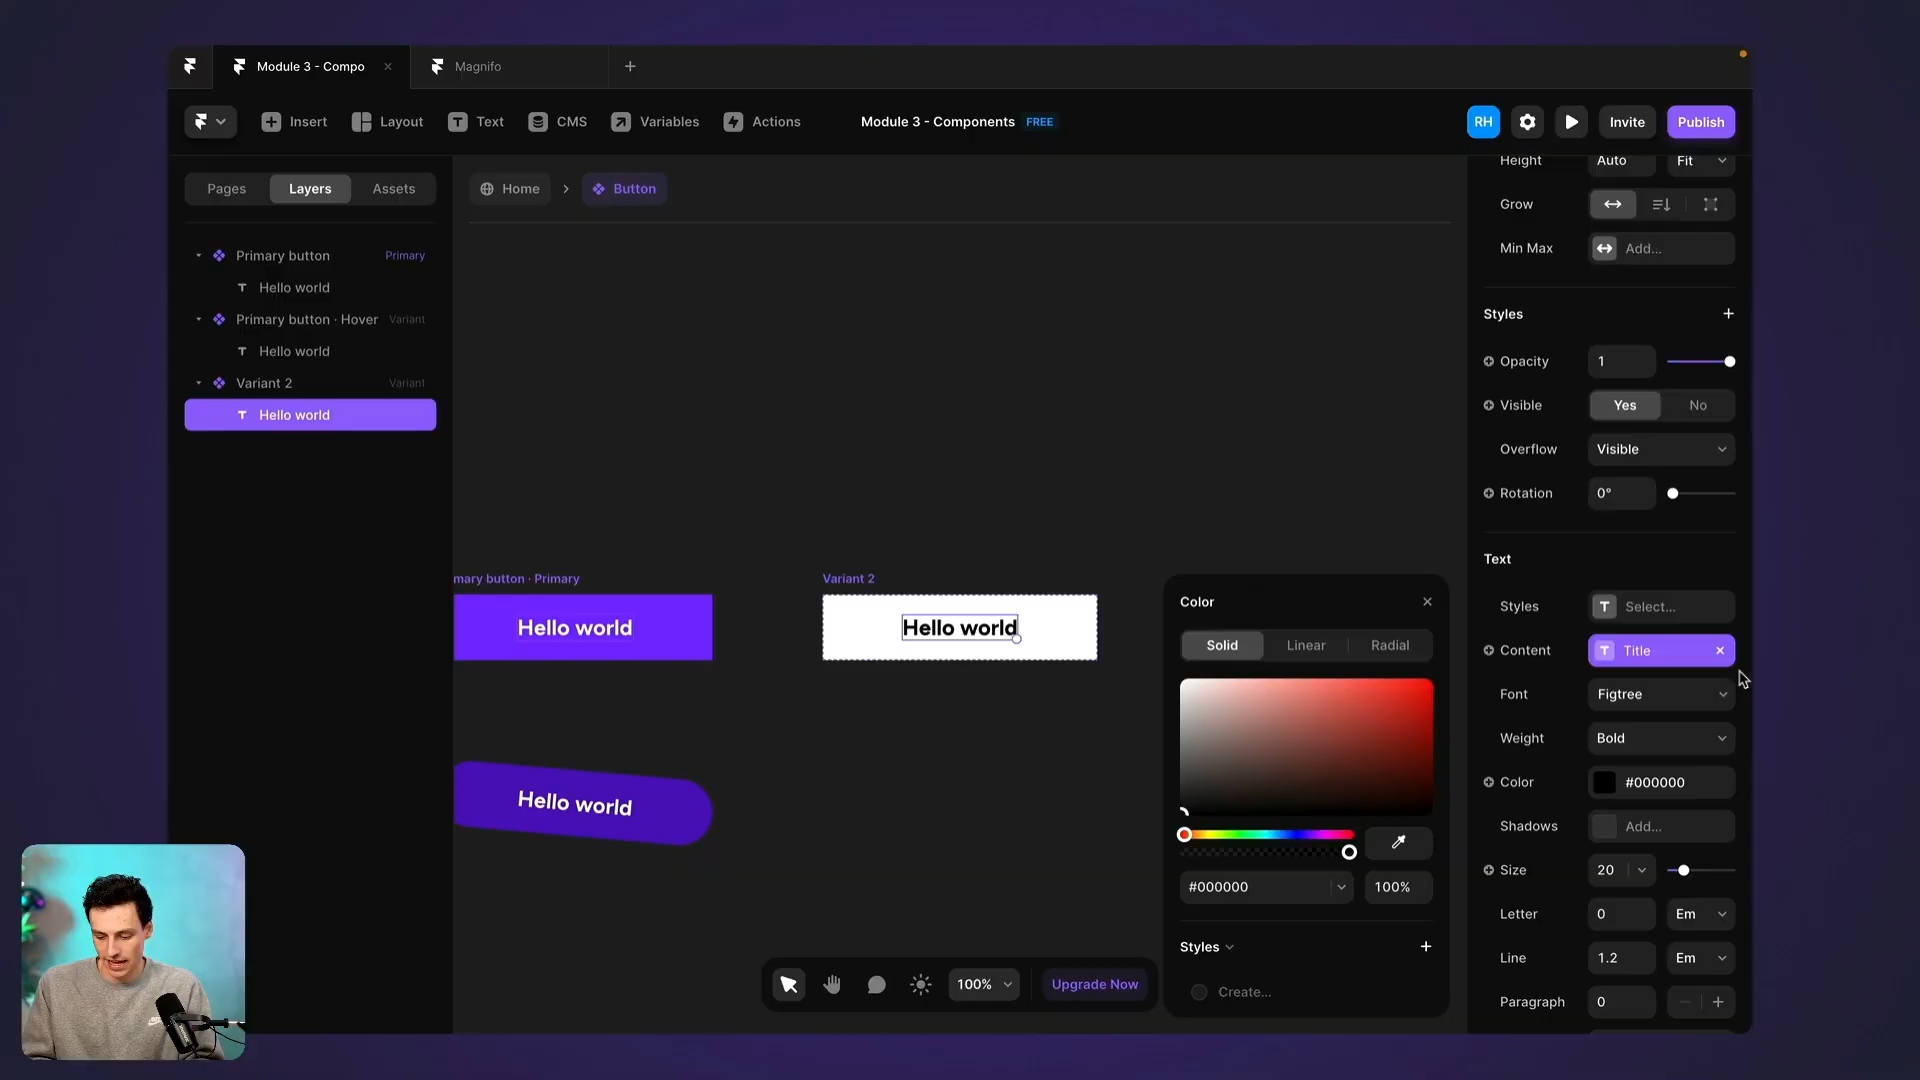 Module 3 - Compo
Magnifo
Insert
Layout
Text
CMS
Variables
Actions
Module 3 - Components FREE
RH
Invite
Publish
Pages
Layers
Assets
Home
Button
Primary button Primary
Hello world
Primary button · Hover Variant
Hello world
Variant 2 Variant
Hello world
mary button · Primary
Hello world
Variant 2
Hello world
Hello world
Color
Solid
Linear
Radial
#000000
100%
Styles
Create...
100%
Upgrade Now
Height Auto Fit
Grow
Min Max Add...
Styles
Opacity 1
Visible Yes No
Overflow Visible
Rotation 0°
Text
Styles Select...
Content Title
Font Figtree
Weight Bold
Color #000000
Shadows Add...
Size 20
Letter 0 Em
Line 1.2 Em
Paragraph 0